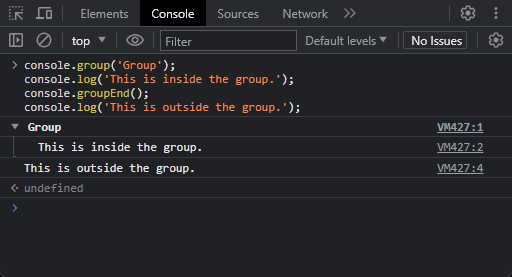 Elements Console Sources Network
top Filter Default levels No Issues
console.group('Group');
console.log('This is inside the group.');
console.groupEnd();
console.log('This is outside the group.');
Group VM427:1
This is inside the group. VM427:2
This is outside the group. VM427:4
undefined